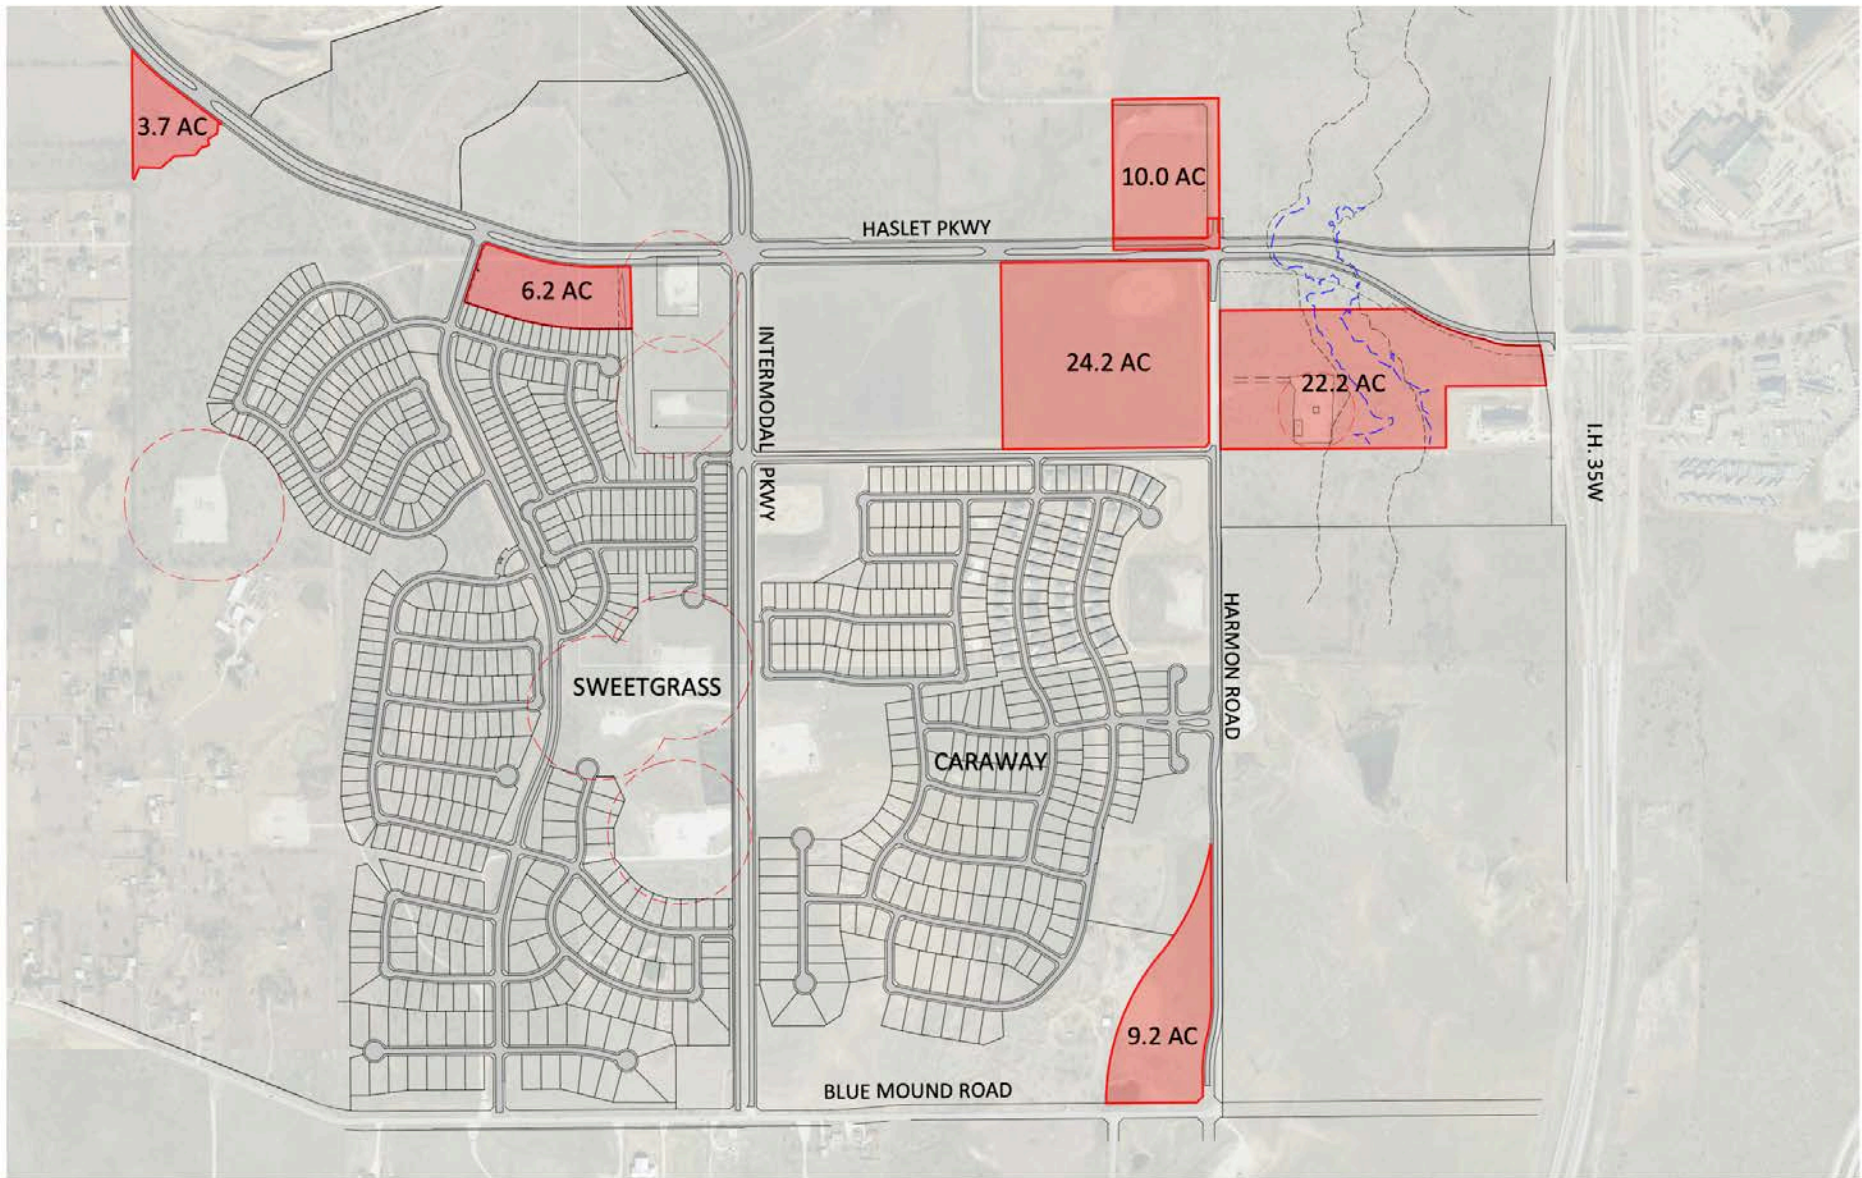 3.7 AC
10.0 AC
HASLET PKWY
6.2 AC
INTERMODAL PKWY
24.2 AC
22.2 AC
I.H. 35W
HARMON ROAD
SWEETGRASS
CARAWAY
9.2 AC
BLUE MOUND ROAD